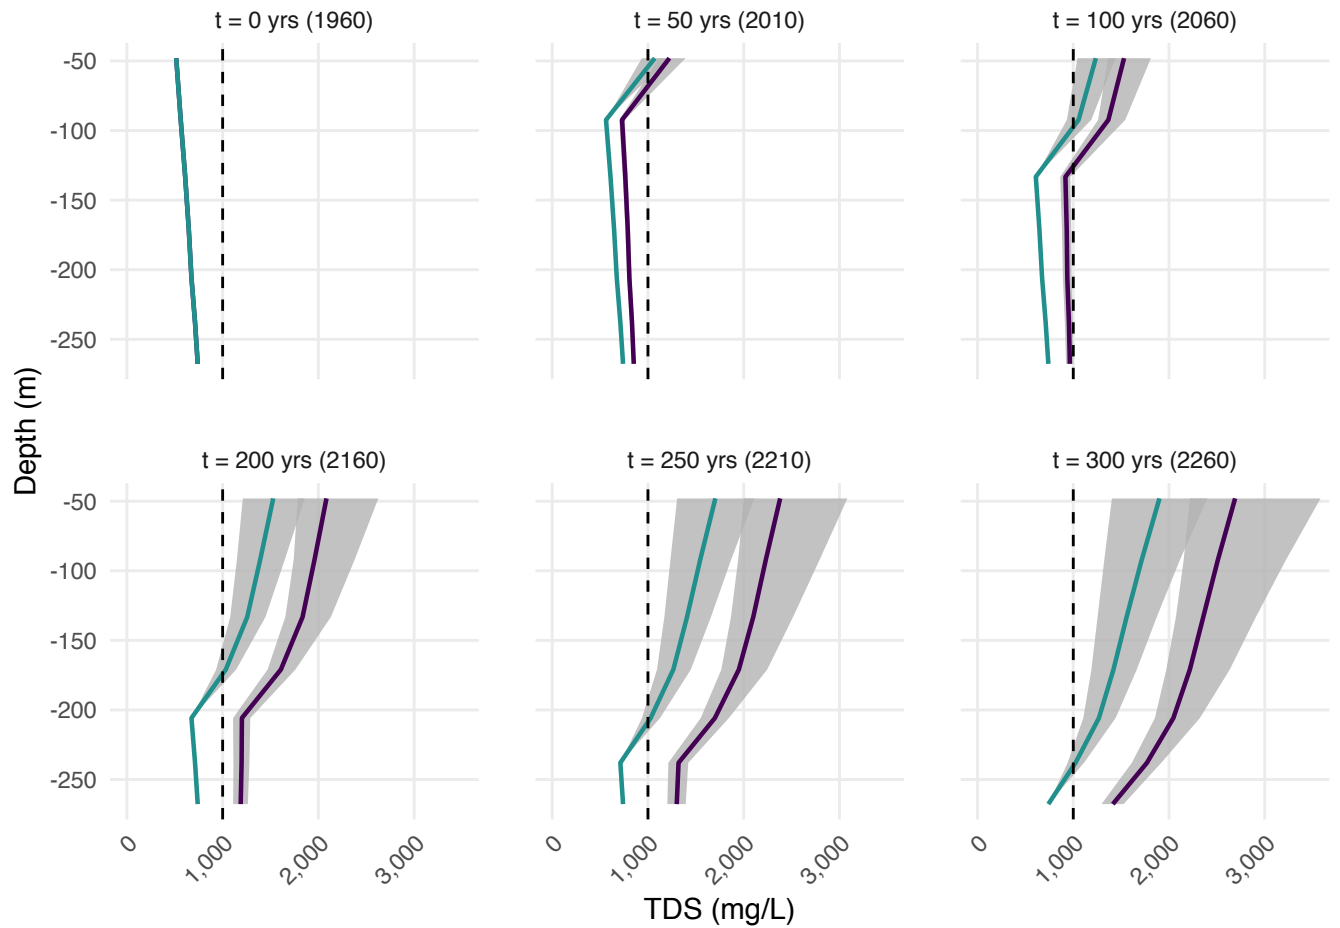 t = 0 yrs (1960)
t = 50 yrs (2010)
t = 100 yrs (2060)
-50
-100
-150
-200
-250
Depth (m)
t = 200 yrs (2160)
t = 250 yrs (2210)
t = 300 yrs (2260)
-50
-100
-150
-200
-250
0
1,000
2,000
3,000
0
1,000
2,000
3,000
0
1,000
2,000
3,000
TDS (mg/L)